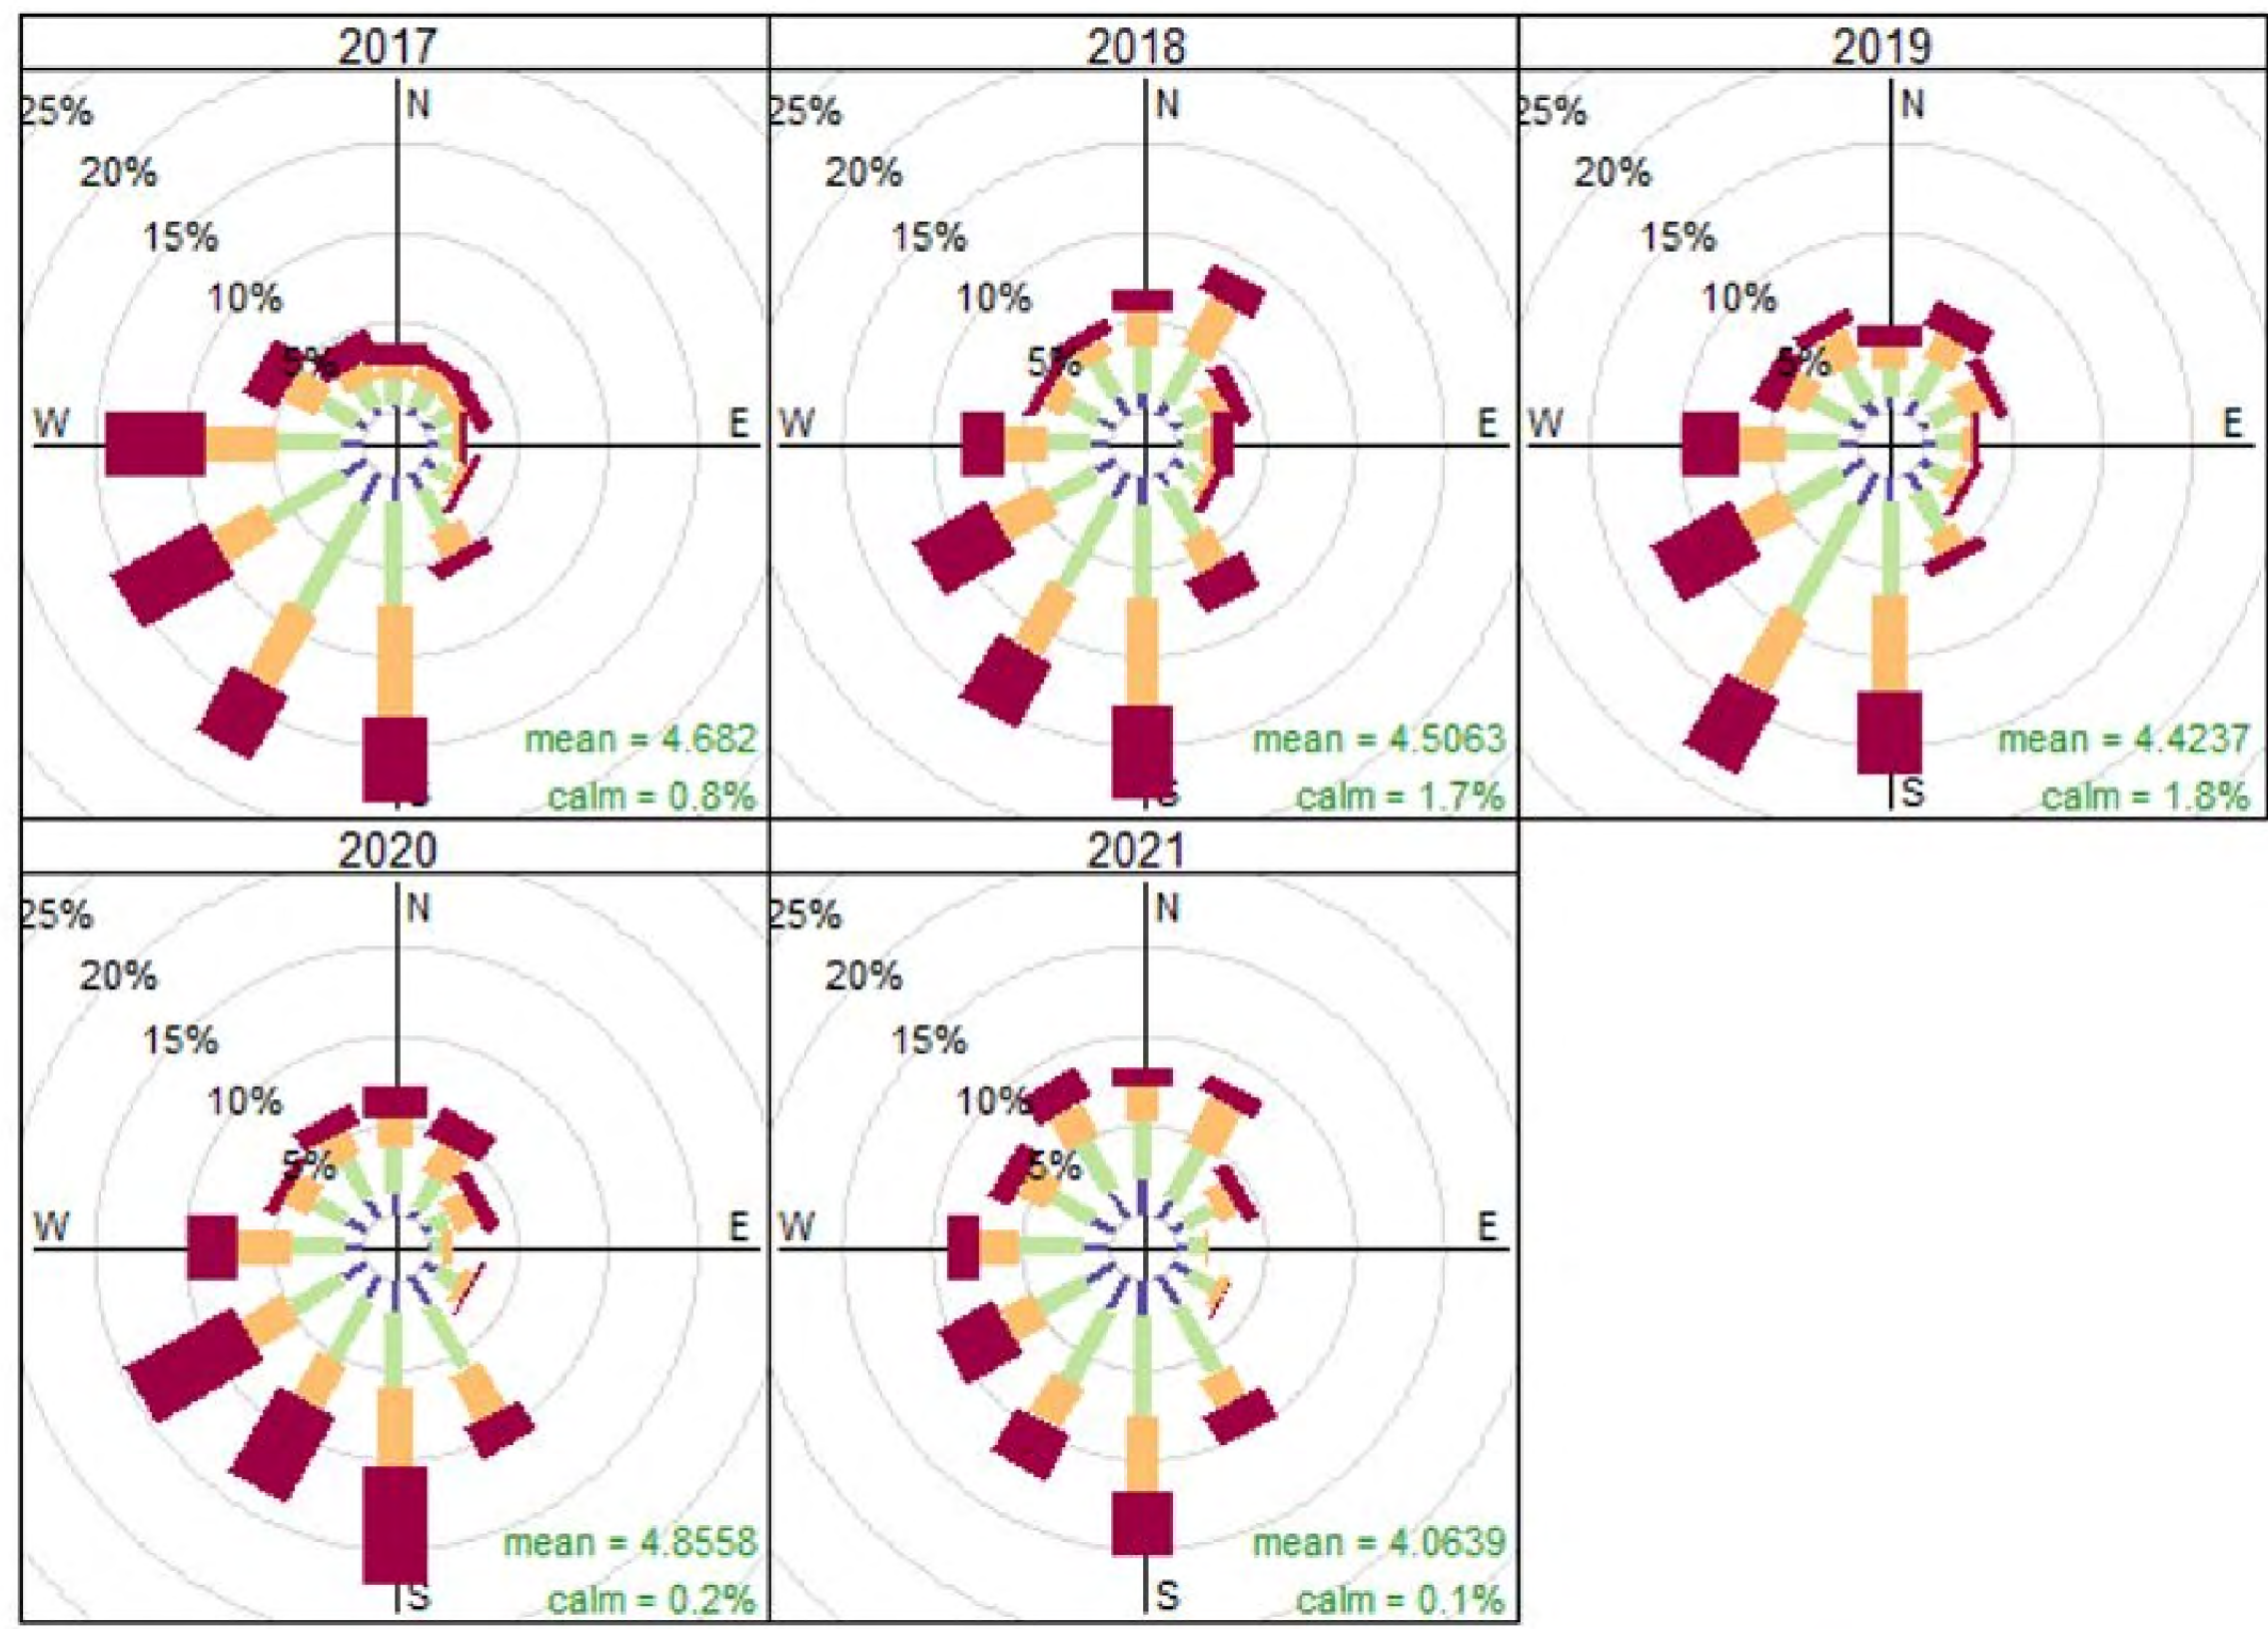 2017
2018
2019
25%
20%
15%
10%
5%
N
W
E
S
mean = 4.682
calm = 0.8%
25%
20%
15%
10%
5%
N
W
E
S
mean = 4.5063
calm = 1.7%
25%
20%
15%
10%
5%
N
W
E
S
mean = 4.4237
calm = 1.8%
2020
2021
25%
20%
15%
10%
5%
N
W
E
S
mean = 4.8558
calm = 0.2%
25%
20%
15%
10%
5%
N
W
E
S
mean = 4.0639
calm = 0.1%